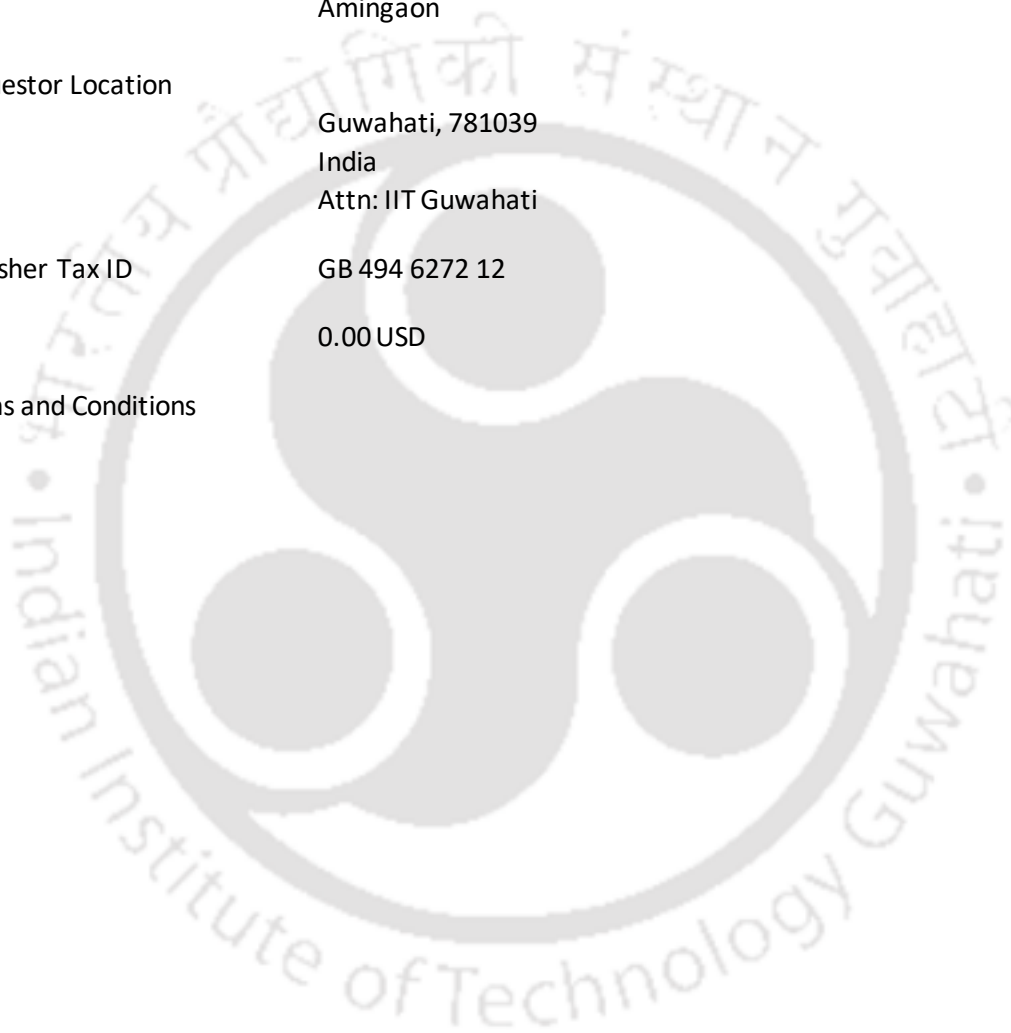 Amingaon
estor Location
Guwahati, 781039
India
Attn: IIT Guwahati
sher Tax ID GB 494 6272 12
0.00 USD
s and Conditions
भारतीय प्रौद्योगिकी संस्थान गुवाहाटी
Indian Institute of Technology Guwahati